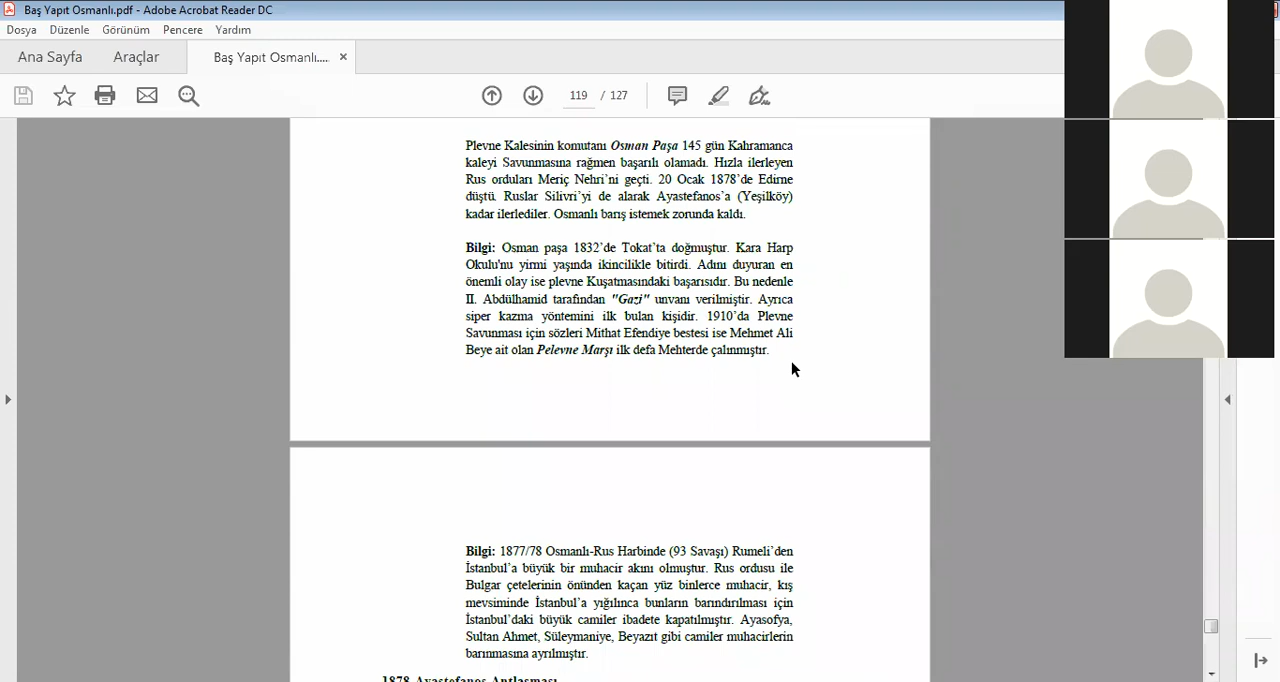 Baş Yapıt Osmanlı.pdf - Adobe Acrobat Reader DC
Dosya Düzenle Görünüm Pencere Yardım
Ana Sayfa Araçlar Baş Yapıt Osmanlı.... ×
119 / 127
Plevne Kalesinin komutanı Osman Paşa 145 gün Kahramanca
kaleyi Savunmasına rağmen başarılı olamadı. Hızla ilerleyen
Rus orduları Meriç Nehri'ni geçti. 20 Ocak 1878'de Edirne
düştü. Ruslar Silivri'yi de alarak Ayastefanos'a (Yeşilköy)
kadar ilerlediler. Osmanlı barış istemek zorunda kaldı.
Bilgi: Osman paşa 1832'de Tokat'ta doğmuştur. Kara Harp
Okulu'nu yirmi yaşında ikincilikle bitirdi. Adını duyuran en
önemli olay ise plevne Kuşatmasındaki başarısıdır. Bu nedenle
II. Abdülhamid tarafından "Gazi" unvanı verilmiştir. Ayrıca
siper kazma yöntemini ilk bulan kişidir. 1910'da Plevne
Savunması için sözleri Mithat Efendiye bestesi ise Mehmet Ali
Beye ait olan Pelevne Marşı ilk defa Mehterde çalınmıştır.
Bilgi: 1877/78 Osmanlı-Rus Harbinde (93 Savaşı) Rumeli'den
İstanbul'a büyük bir muhacir akını olmuştur. Rus ordusu ile
Bulgar çetelerinin önünden kaçan yüz binlerce muhacir, kış
mevsiminde İstanbul'a yığılınca bunların barındırılması için
İstanbul'daki büyük camiler ibadete kapatılmıştır. Ayasofya,
Sultan Ahmet, Süleymaniye, Beyazıt gibi camiler muhacirlerin
barınmasına ayrılmıştır.
1878 Ayastefanos Antlaşması